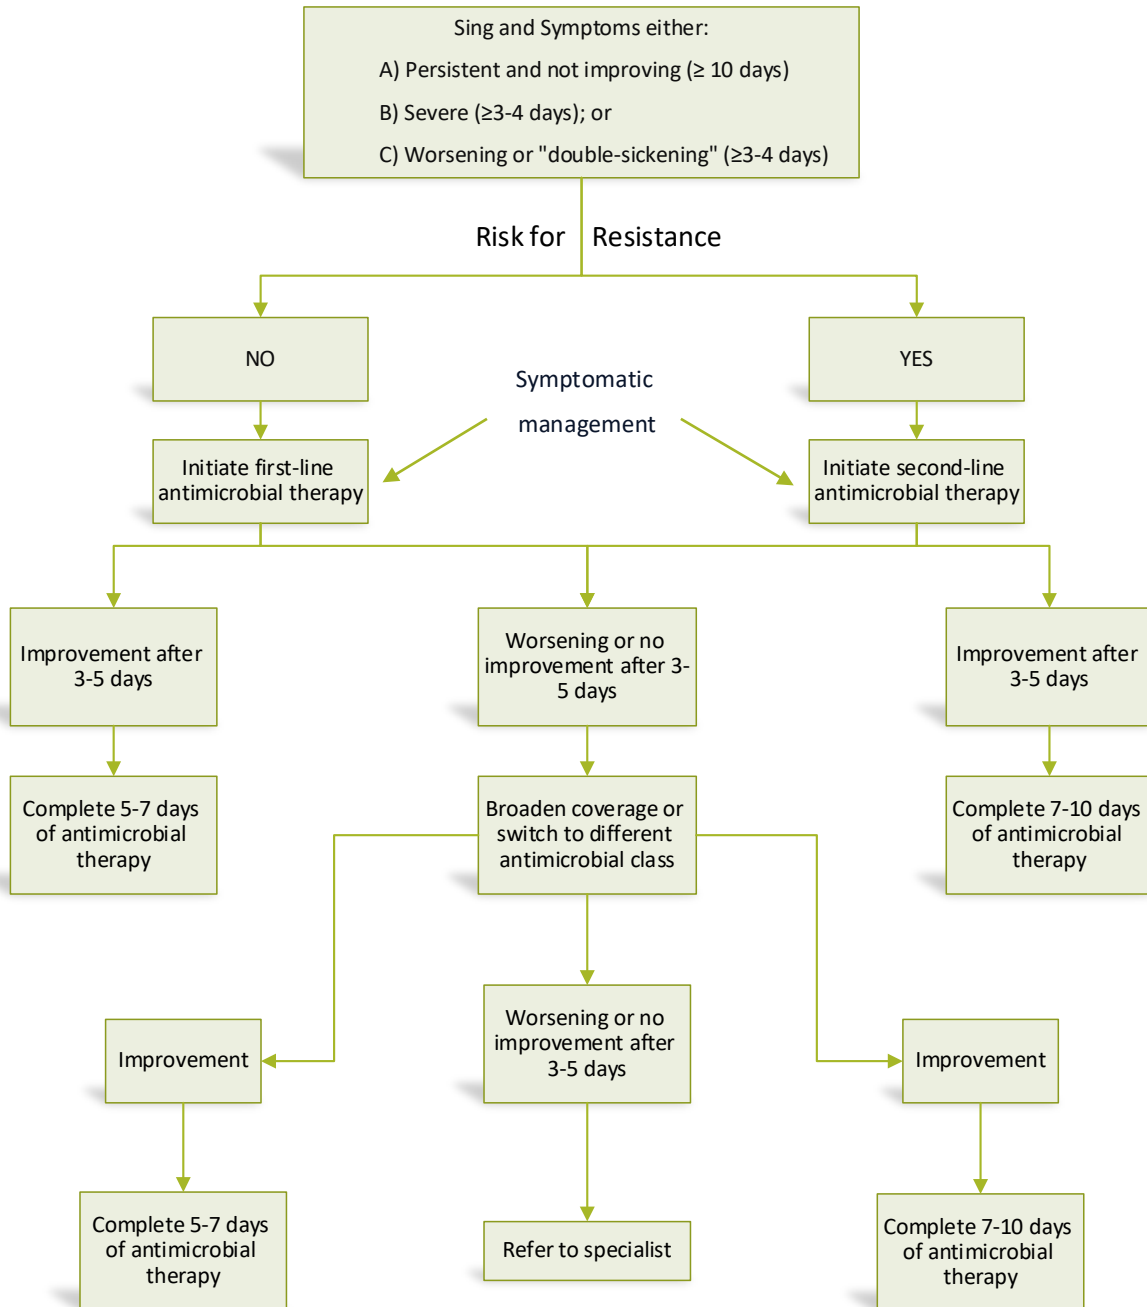 Sing and Symptoms either:
A) Persistent and not improving (≥ 10 days)
B) Severe (≥3-4 days); or
C) Worsening or "double-sickening" (≥3-4 days)
Risk for Resistance
NO
YES
Symptomatic
management
Initiate first-line
antimicrobial therapy
Initiate second-line
antimicrobial therapy
Improvement after
3-5 days
Worsening or no
improvement after 3-
5 days
Improvement after
3-5 days
Complete 5-7 days
of antimicrobial
therapy
Broaden coverage or
switch to different
antimicrobial class
Complete 7-10 days
of antimicrobial
therapy
Improvement
Worsening or no
improvement after
3-5 days
Improvement
Complete 5-7 days
of antimicrobial
therapy
Refer to specialist
Complete 7-10 days
of antimicrobial
therapy